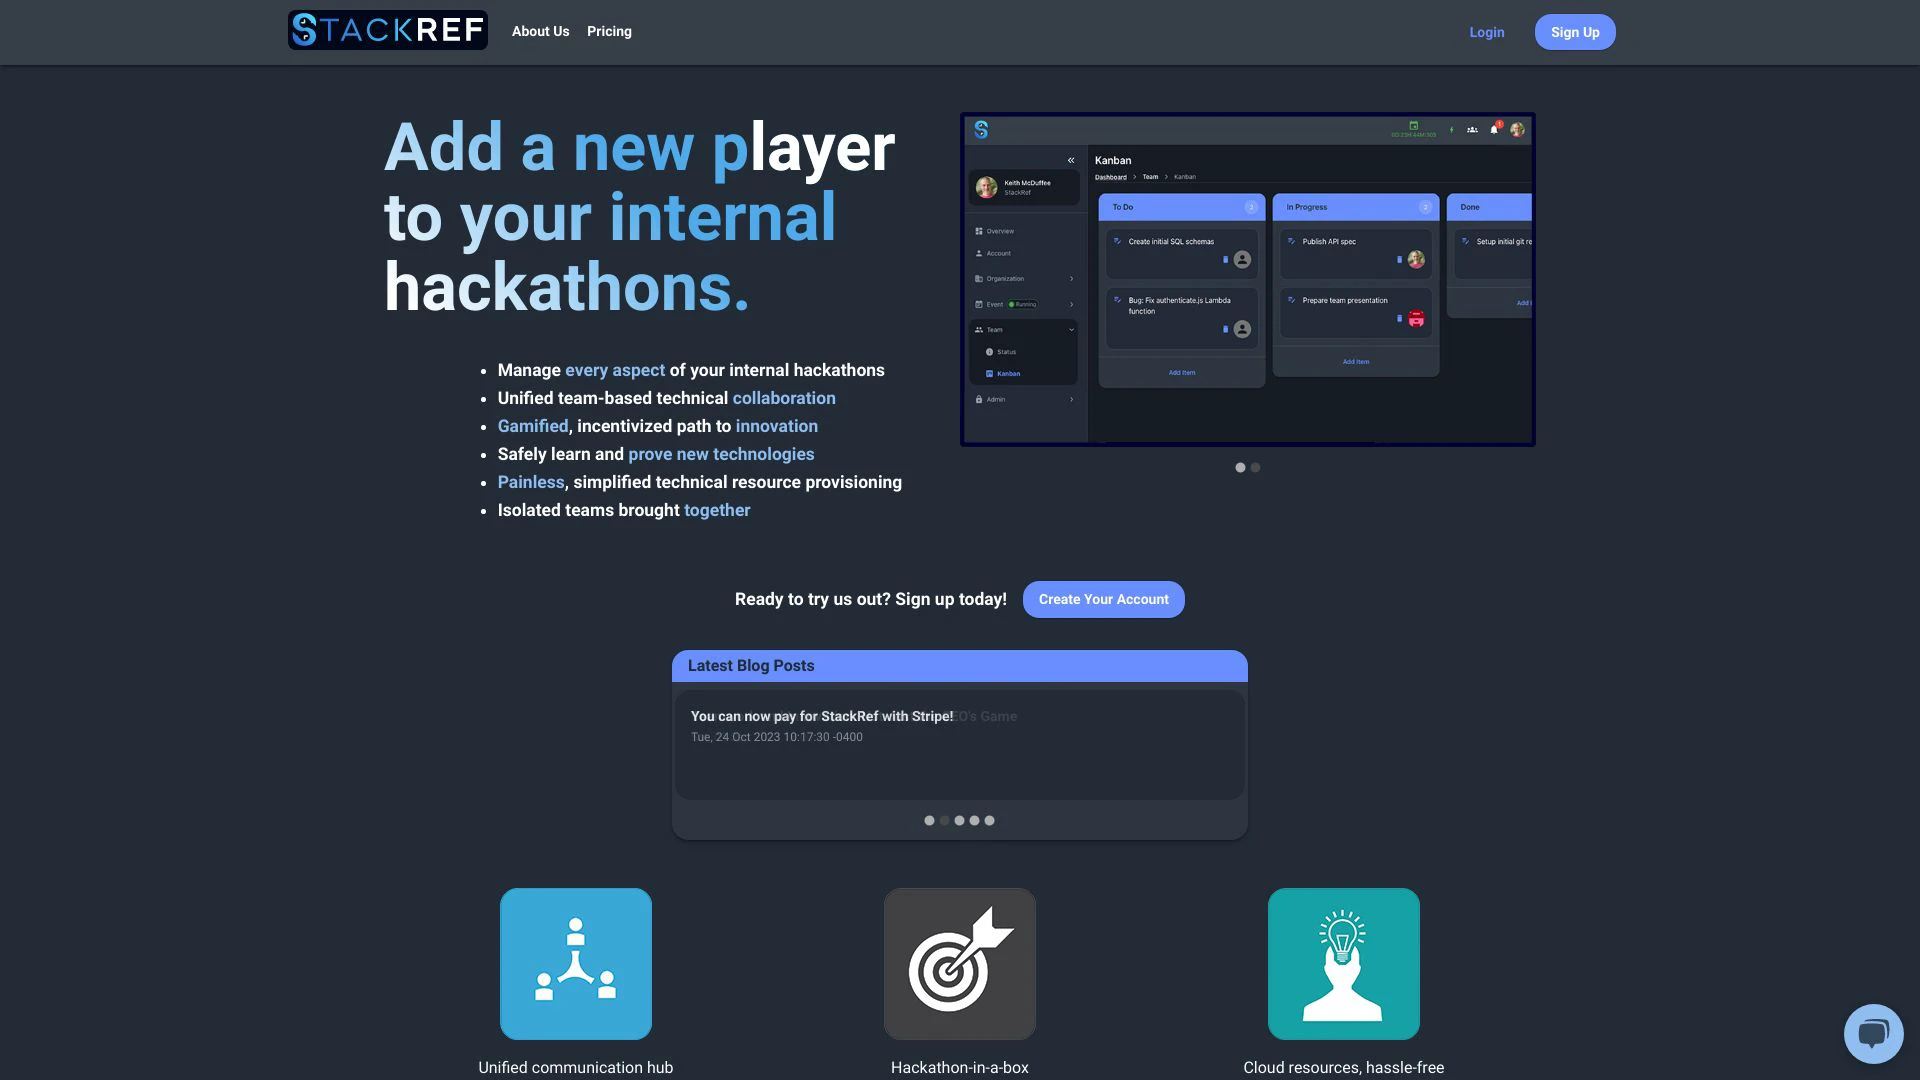 STACKREF
About Us
Pricing
Login
Sign Up
Add a new player
to your internal
hackathons.
Manage every aspect of your internal hackathons
Unified team-based technical collaboration
Gamified, incentivized path to innovation
Safely learn and prove new technologies
Painless, simplified technical resource provisioning
Isolated teams brought together
Kanban
Dashboard > Team > Kanban
Keith McDuffee
StackRef
Overview
Account
Organization
Event Running
Team
Status
Kanban
Admin
To Do 2
Create initial SQL schemas
Bug: Fix authenticate.js Lambda
function
Add Item
In Progress 2
Publish API spec
Prepare team presentation
Add Item
Done
Setup initial git re
Add
Ready to try us out? Sign up today!
Create Your Account
Latest Blog Posts
You can now pay for StackRef with Stripe!
Tue, 24 Oct 2023 10:17:30 -0400
Unified communication hub
Hackathon-in-a-box
Cloud resources, hassle-free